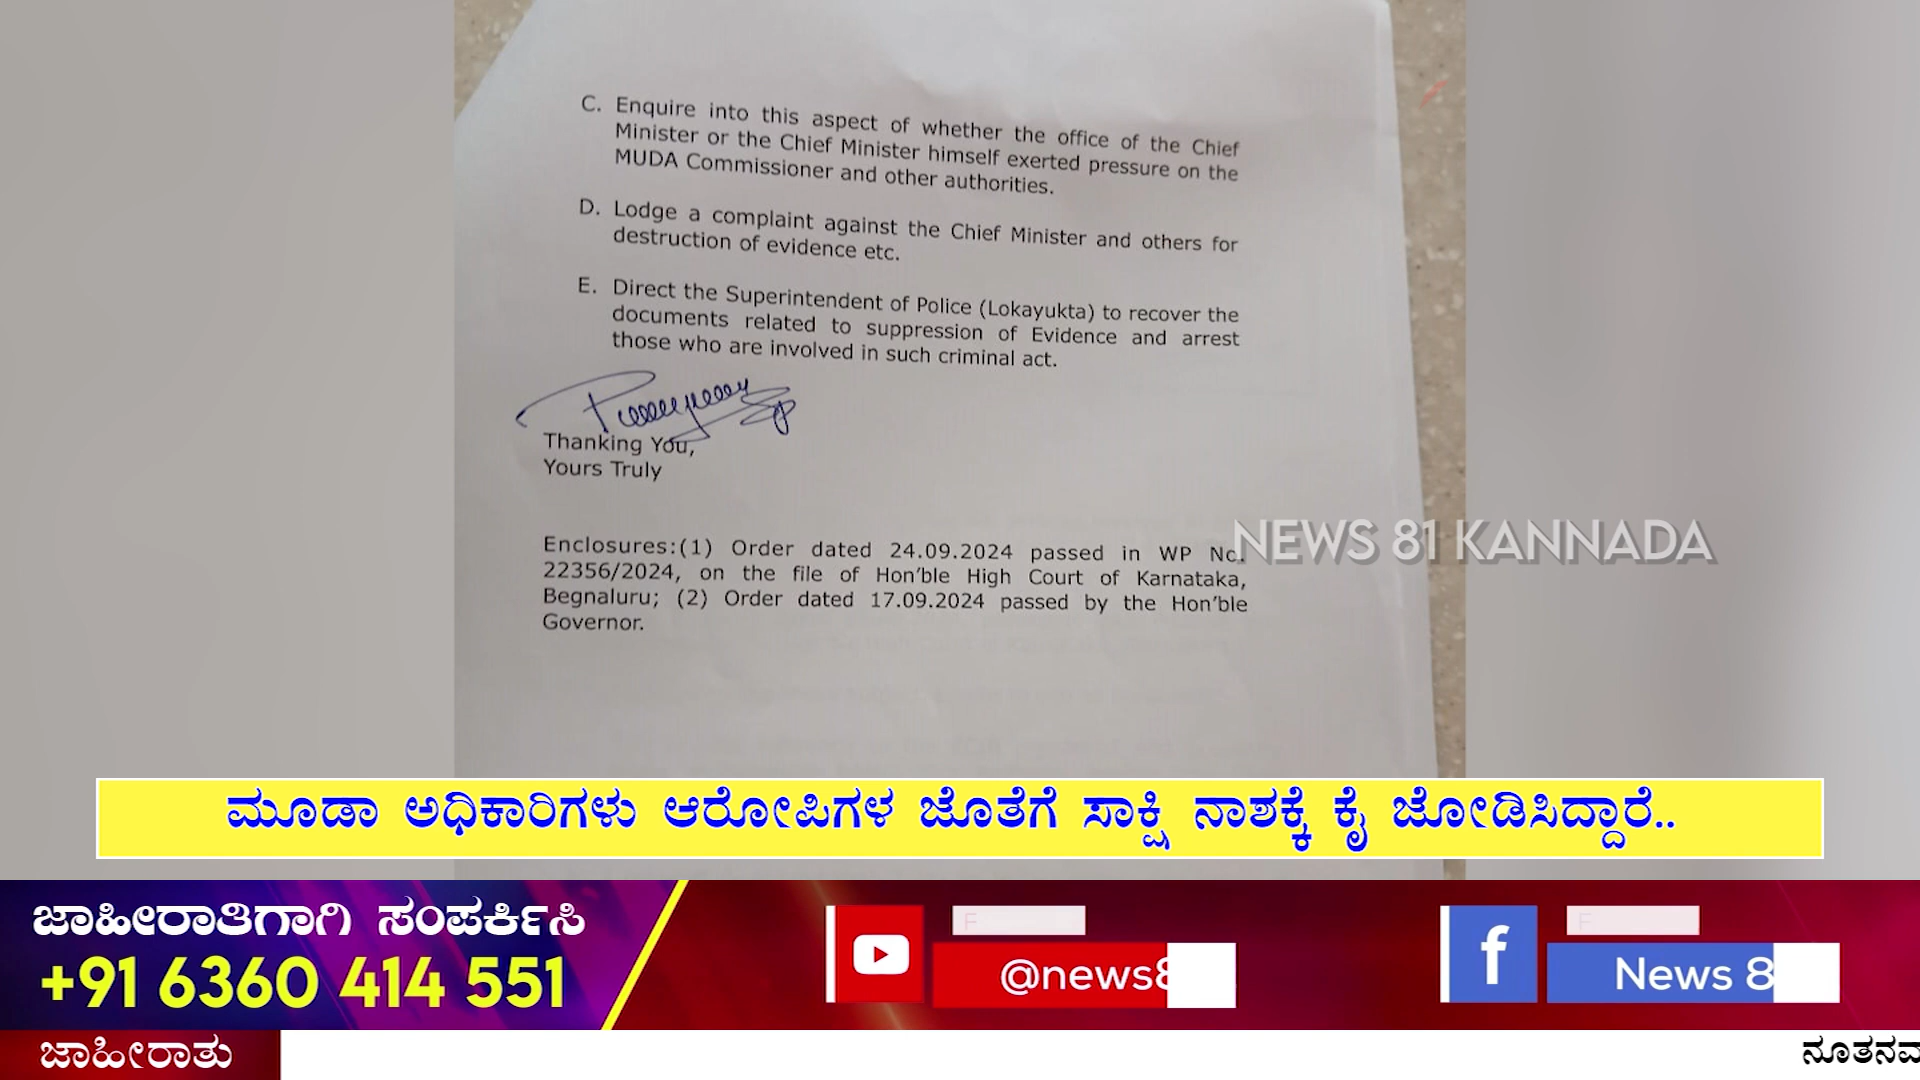 C. Enquire into this aspect of whether the office of the Chief
Minister or the Chief Minister himself exerted pressure on the
MUDA Commissioner and other authorities.
D. Lodge a complaint against the Chief Minister and others for
destruction of evidence etc.
E. Direct the Superintendent of Police (Lokayukta) to recover the
documents related to suppression of Evidence and arrest
those who are involved in such criminal act.
Thanking You,
Yours Truly
Enclosures:(1) Order dated 24.09.2024 passed in WP No.
22356/2024, on the file of Hon'ble High Court of Karnataka,
Begnaluru; (2) Order dated 17.09.2024 passed by the Hon'ble
Governor.
NEWS 81 KANNADA
ಮೂಡಾ ಅಧಿಕಾರಿಗಳು ಆರೋಪಿಗಳ ಜೊತೆಗೆ ಸಾಕ್ಷಿ ನಾಶಕ್ಕೆ ಕೈ ಜೋಡಿಸಿದ್ದಾರೆ..
ಜಾಹೀರಾತಿಗಾಗಿ ಸಂಪರ್ಕಿಸಿ
+91 6360 414 551
F
@news8
f
F
News 8
ಜಾಹೀರಾತು
ನೂತನವಾ